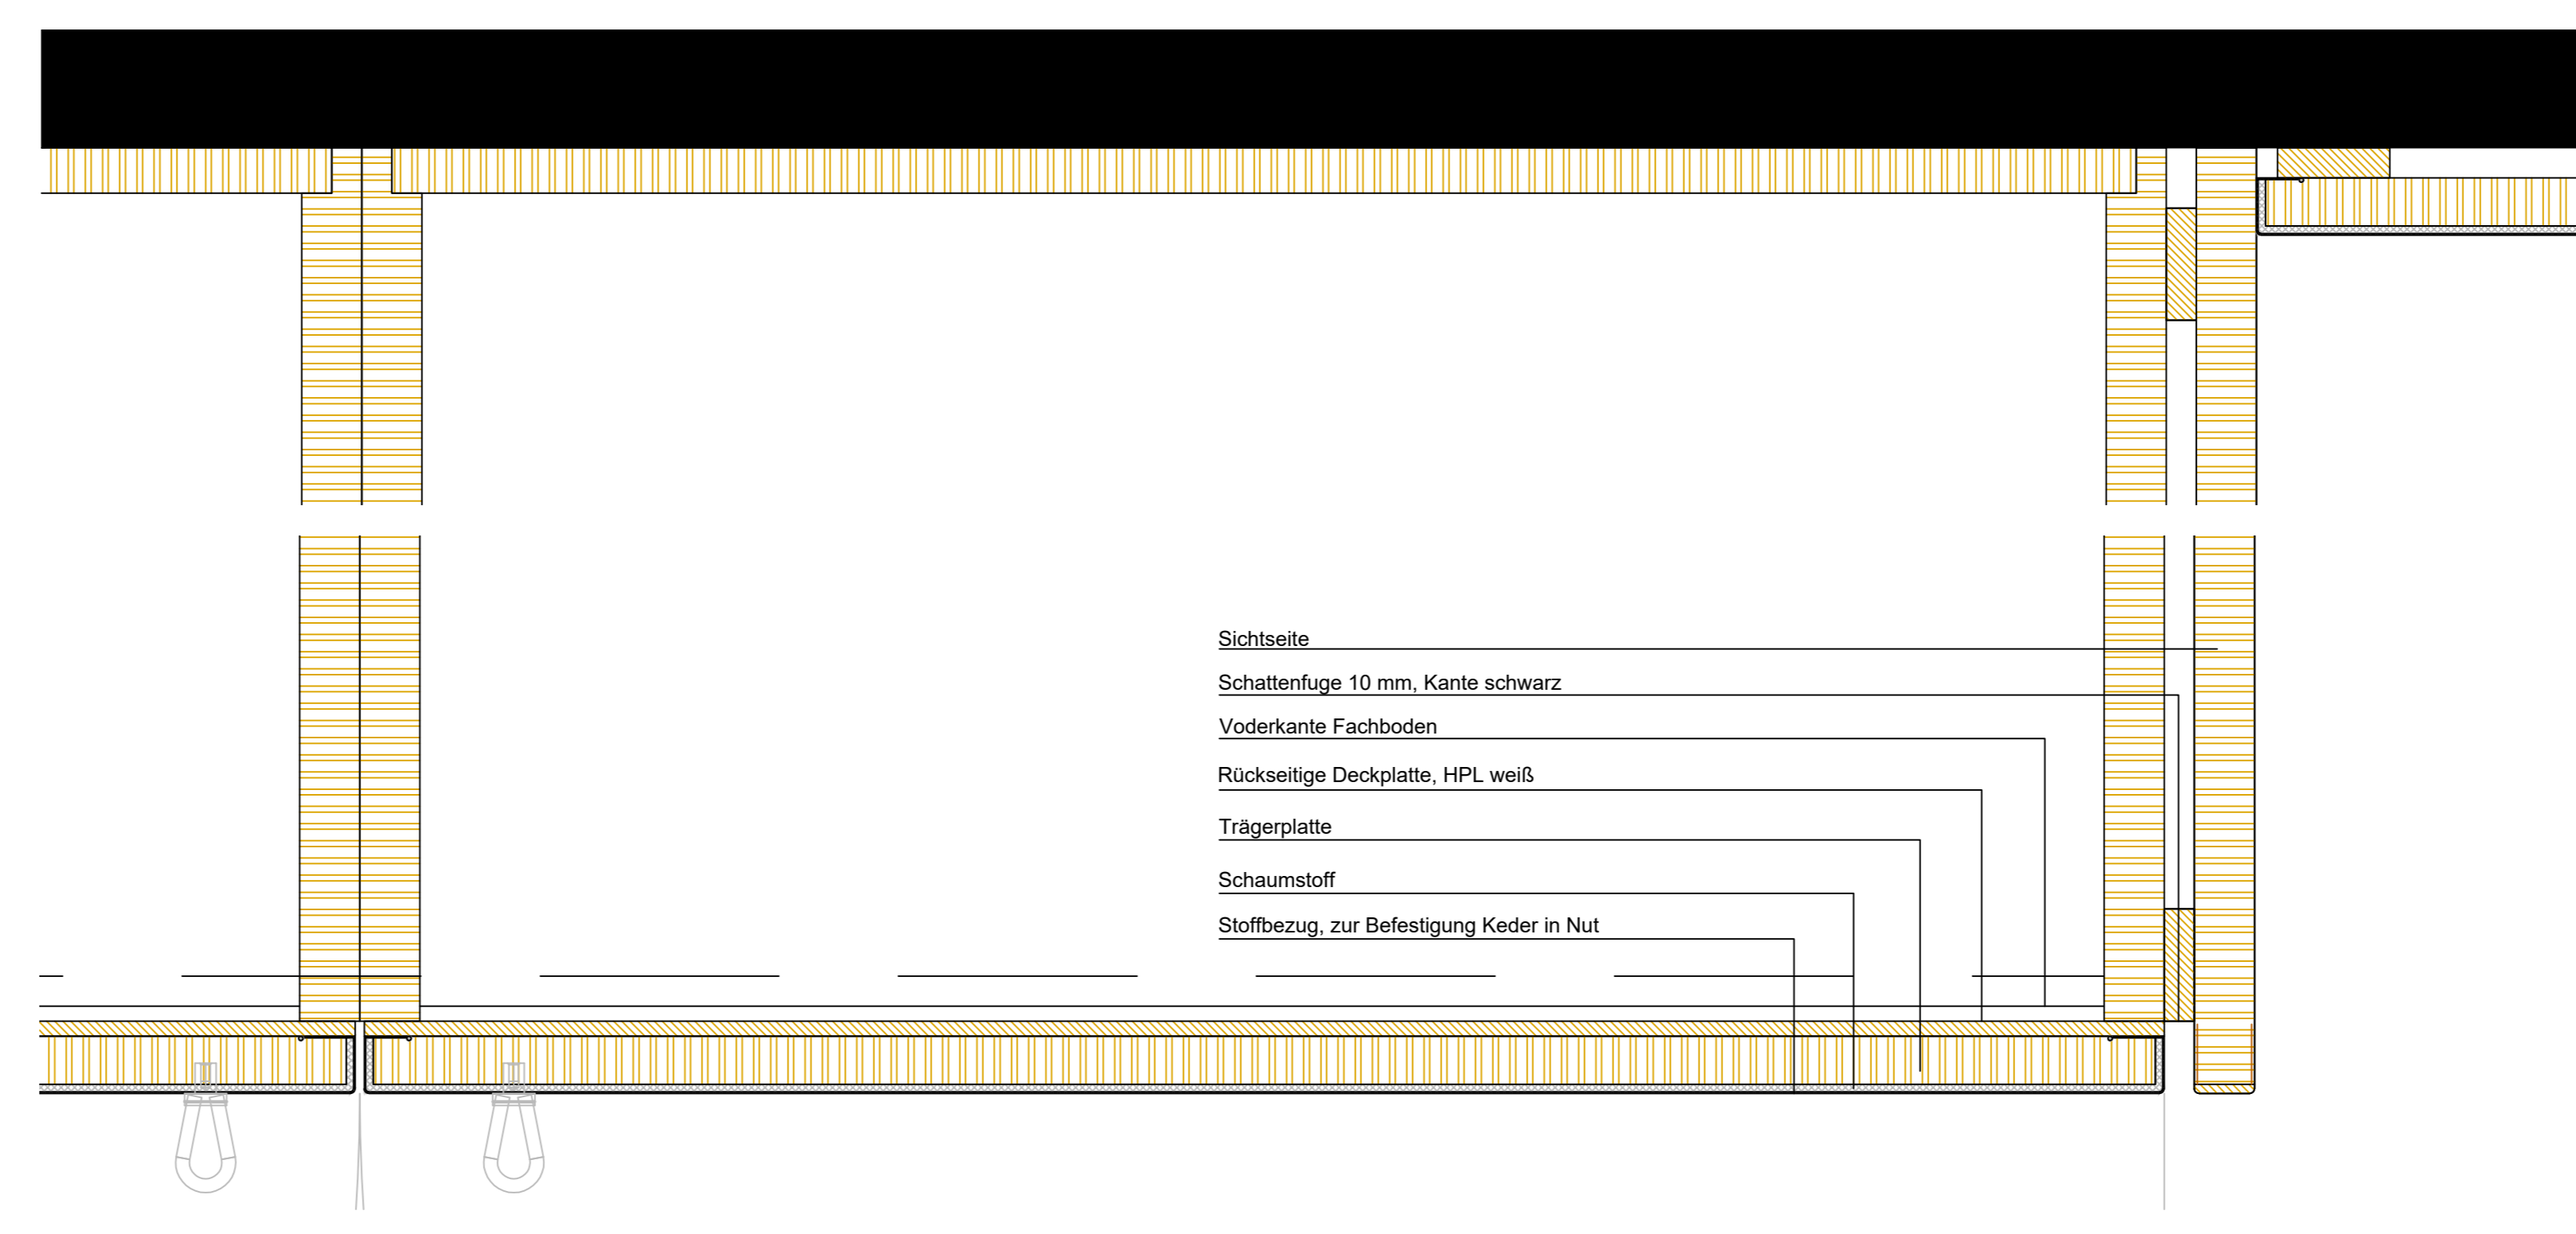 Sichtseite
Schattenfuge 10 mm, Kante schwarz
Voderkante Fachboden
Rückseitige Deckplatte, HPL weiß
Trägerplatte
Schaumstoff
Stoffbezug, zur Befestigung Keder in Nut